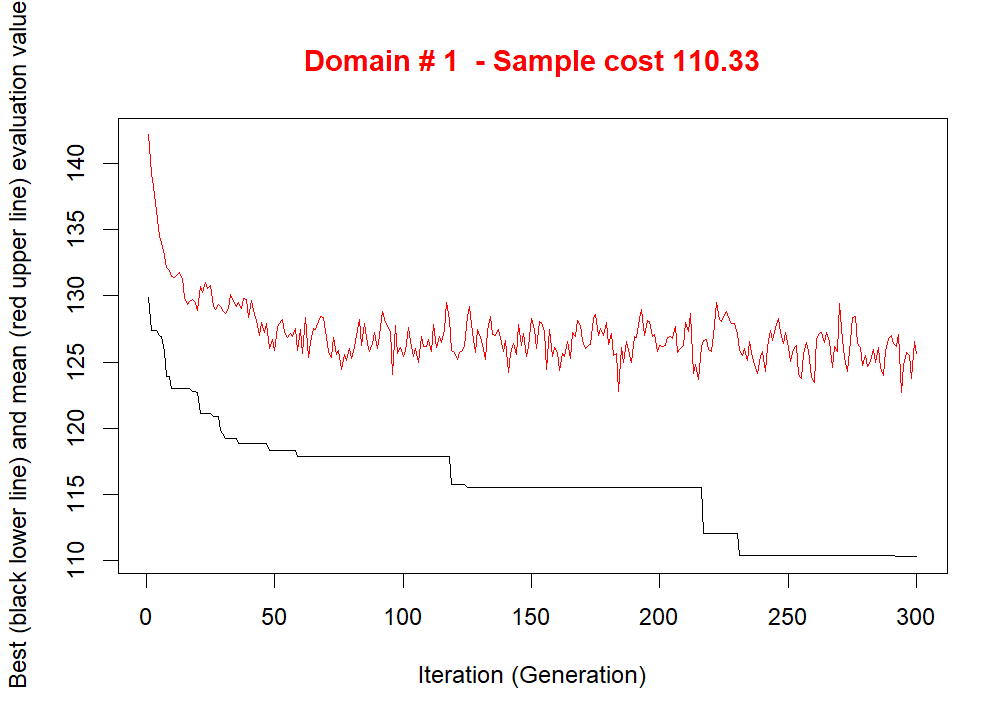 Domain # 1  - Sample cost 110.33
Best (black lower line) and mean (red upper line) evaluation value
140
135
130
125
120
115
110
0 50 100 150 200 250 300
Iteration (Generation)